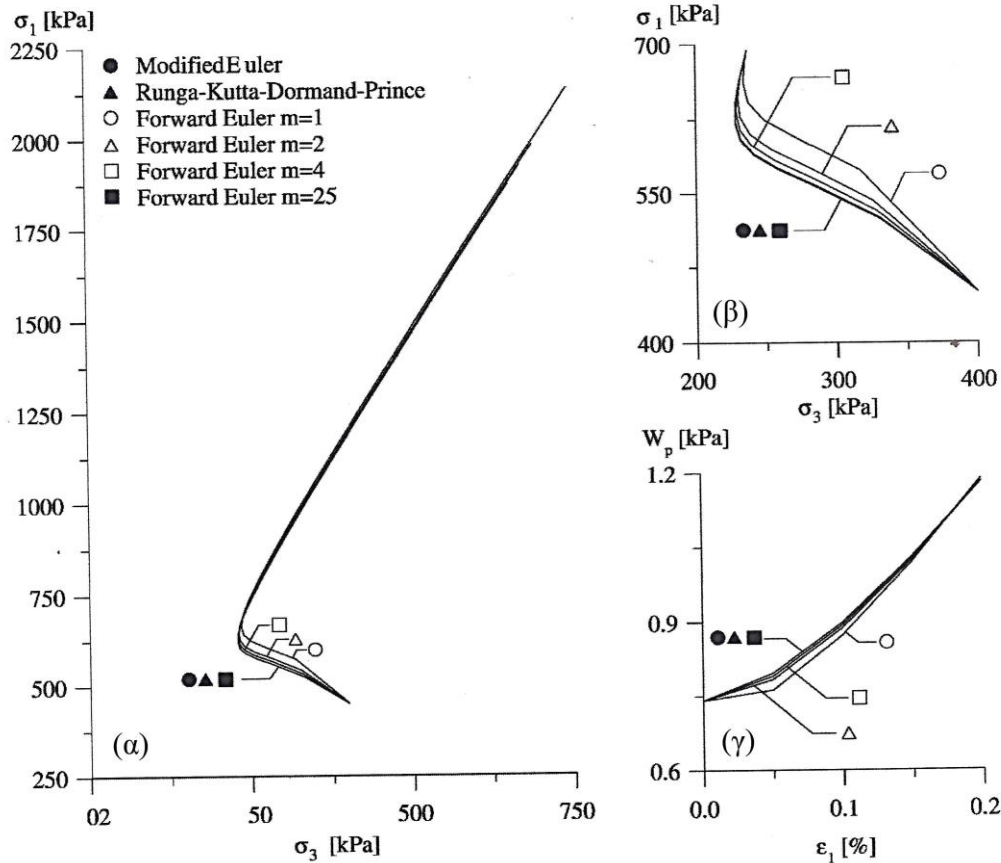 σ1 [kPa]
2250
2000
1750
1500
1250
1000
750
500
250
ModifiedEuler
Runga-Kutta-Dormand-Prince
Forward Euler m=1
Forward Euler m=2
Forward Euler m=4
Forward Euler m=25
(α)
02 50 500 750
σ3 [kPa]
σ1 [kPa]
700
550
400
(β)
200 300 400
σ3 [kPa]
Wp [kPa]
1.2
0.9
0.6
(γ)
0.0 0.1 0.2
ε1 [%]